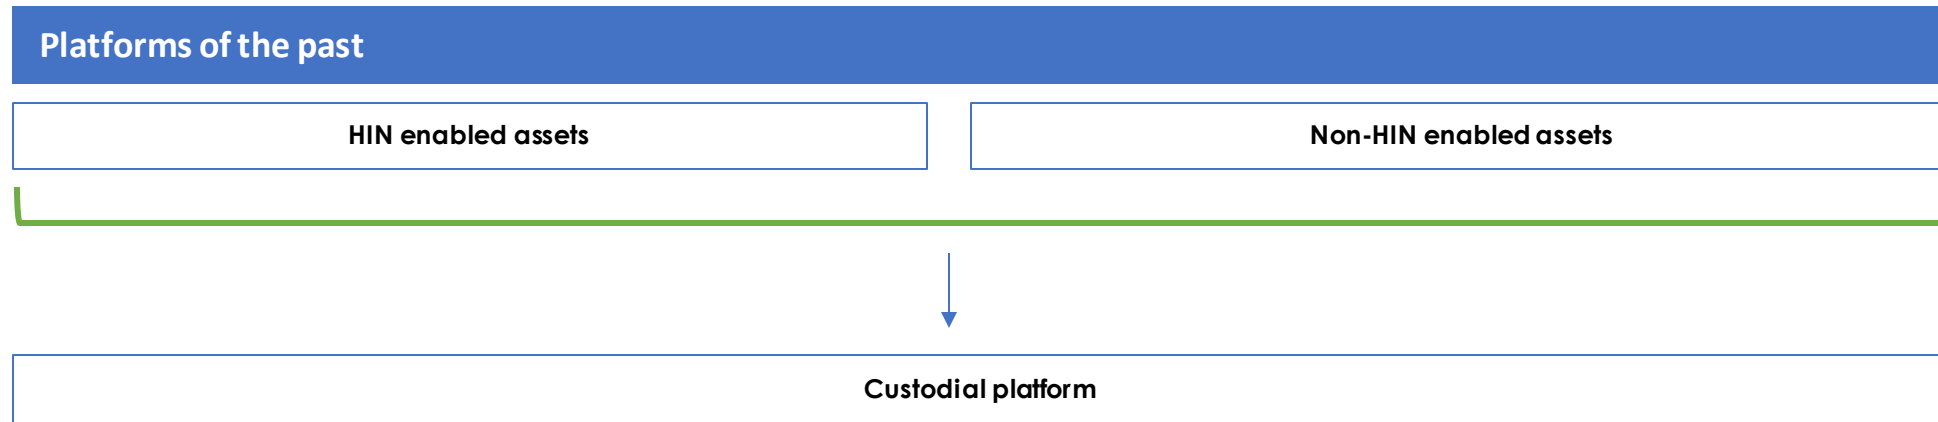 Platforms of the past
HIN enabled assets
Non-HIN enabled assets
Custodial platform